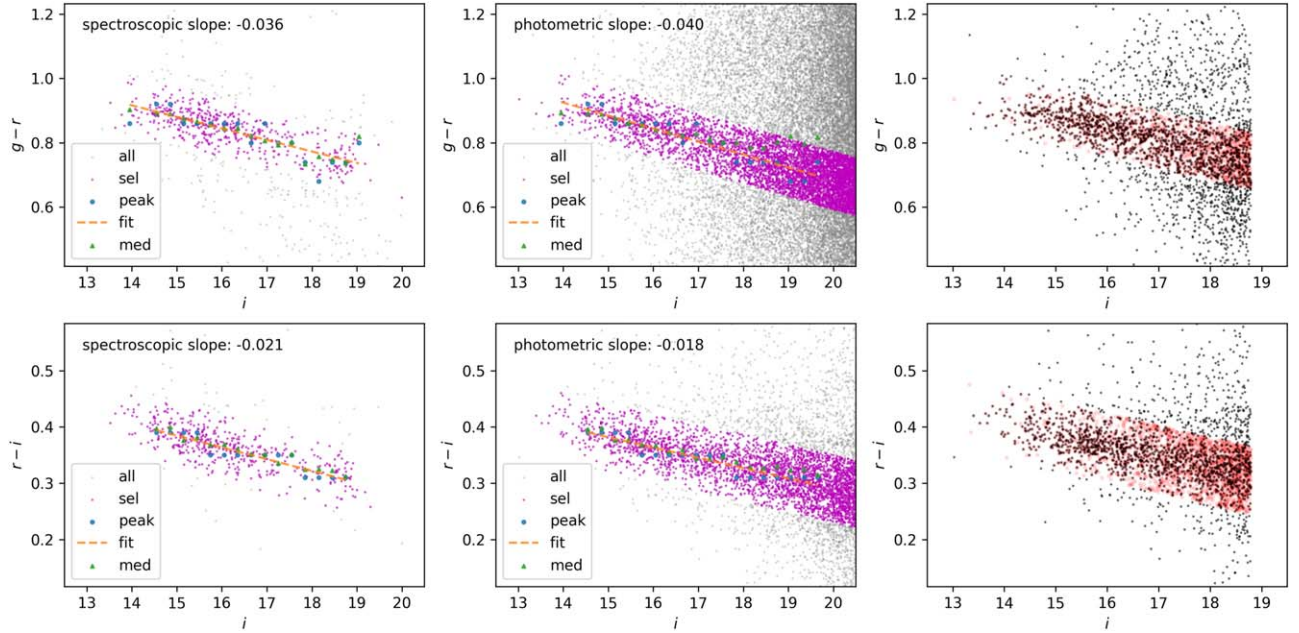 spectroscopic slope: -0.036
photometric slope: -0.040
1.2
1.0
0.8
0.6
g − r
all
sel
peak
fit
med
13 14 15 16 17 18 19 20
i
1.2
1.0
0.8
0.6
g − r
all
sel
peak
fit
med
13 14 15 16 17 18 19 20
i
1.2
1.0
0.8
0.6
g − r
13 14 15 16 17 18 19
i
spectroscopic slope: -0.021
photometric slope: -0.018
0.5
0.4
0.3
0.2
r − i
all
sel
peak
fit
med
13 14 15 16 17 18 19 20
i
0.5
0.4
0.3
0.2
r − i
all
sel
peak
fit
med
13 14 15 16 17 18 19 20
i
0.5
0.4
0.3
0.2
r − i
13 14 15 16 17 18 19
i